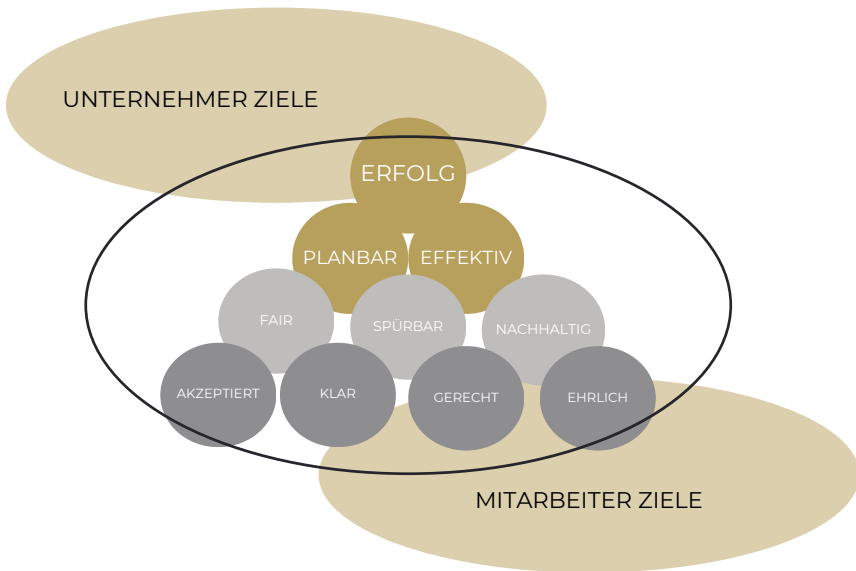 UNTERNEHMER ZIELE
ERFOLG
PLANBAR EFFEKTIV
FAIR SPÜRBAR NACHHALTIG
AKZEPTIERT KLAR GERECHT EHRLICH
MITARBEITER ZIELE